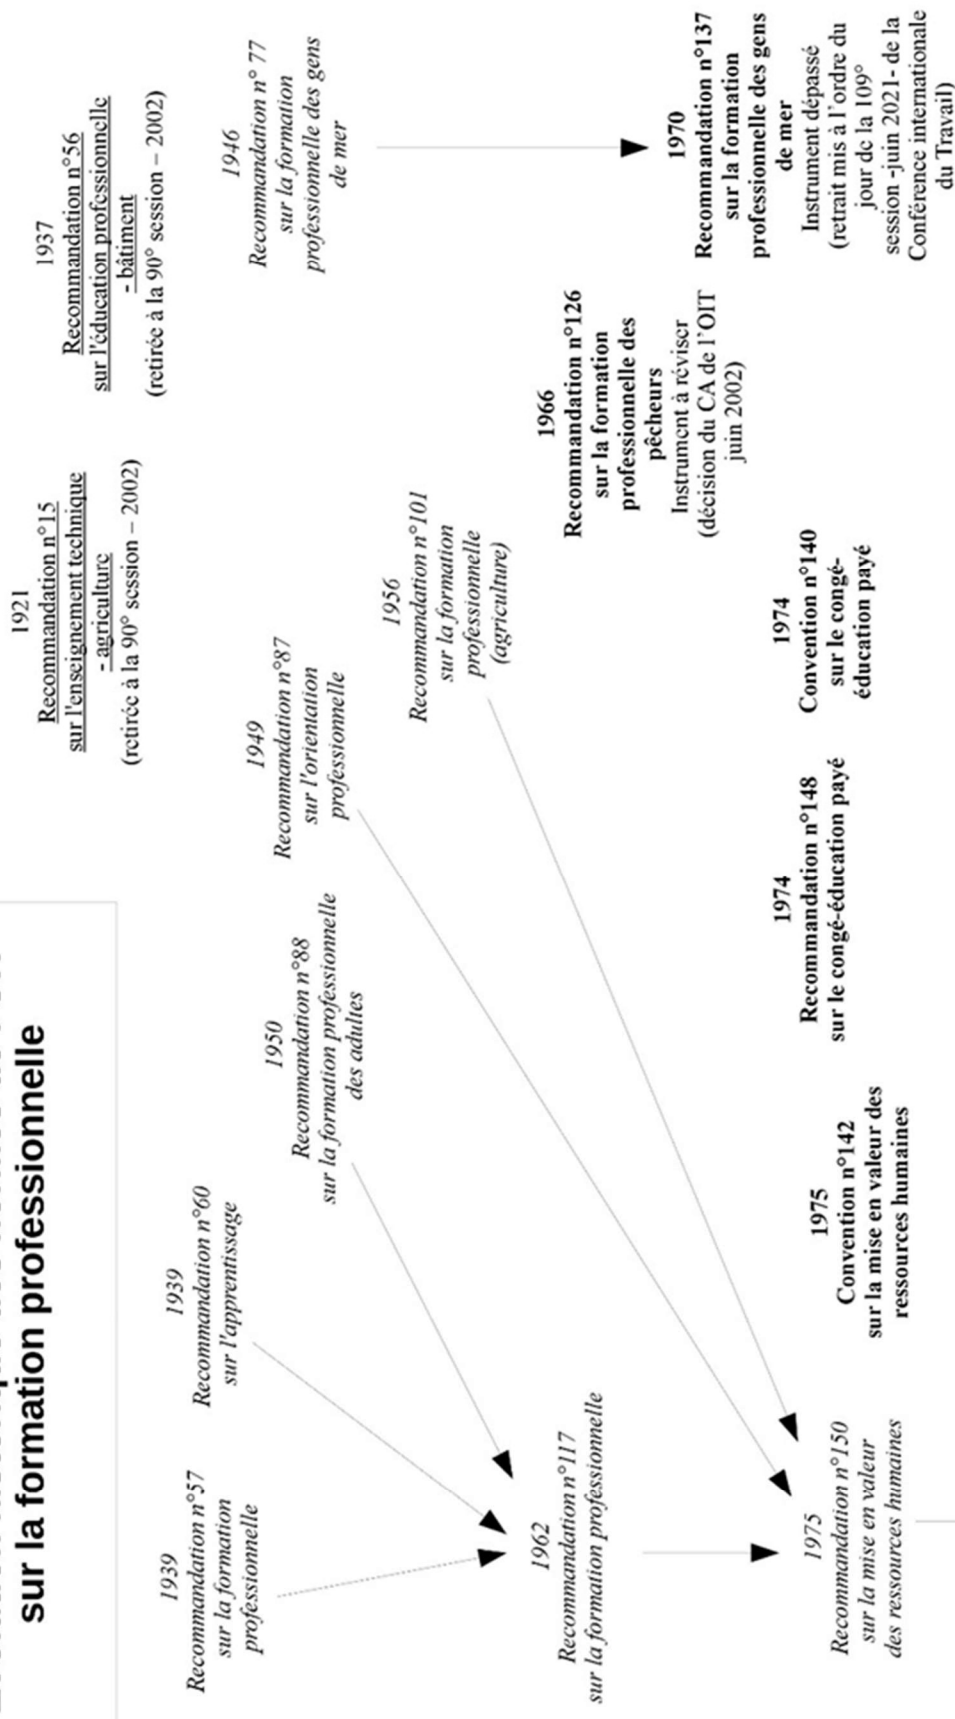 sur la formation professionnelle
1921
Recommandation n°15
sur l'enseignement technique
- agriculture
(retirée à la 90° session – 2002)
1937
Recommandation n°56
sur l'éducation professionnelle
- bâtiment
(retirée à la 90° session – 2002)
1939
Recommandation n°57
sur la formation
professionnelle
1939
Recommandation n°60
sur l'apprentissage
1950
Recommandation n°88
sur la formation professionnelle
des adultes
1949
Recommandation n°87
sur l'orientation
professionnelle
1946
Recommandation n° 77
sur la formation
professionnelle des gens
de mer
1956
Recommandation n°101
sur la formation
professionnelle
(agriculture)
1962
Recommandation n°117
sur la formation professionnelle
1966
Recommandation n°126
sur la formation
professionnelle des
pêcheurs
Instrument à réviser
(décision du CA de l'OIT
juin 2002)
1970
Recommandation n°137
sur la formation
professionnelle des gens
de mer
Instrument dépassé
(retrait mis à l'ordre du
jour de la 109°
session -juin 2021- de la
Conférence internationale
du Travail)
1975
Recommandation n°150
sur la mise en valeur
des ressources humaines
1975
Convention n°142
sur la mise en valeur des
ressources humaines
1974
Recommandation n°148
sur le congé-éducation payé
1974
Convention n°140
sur le congé-
éducation payé